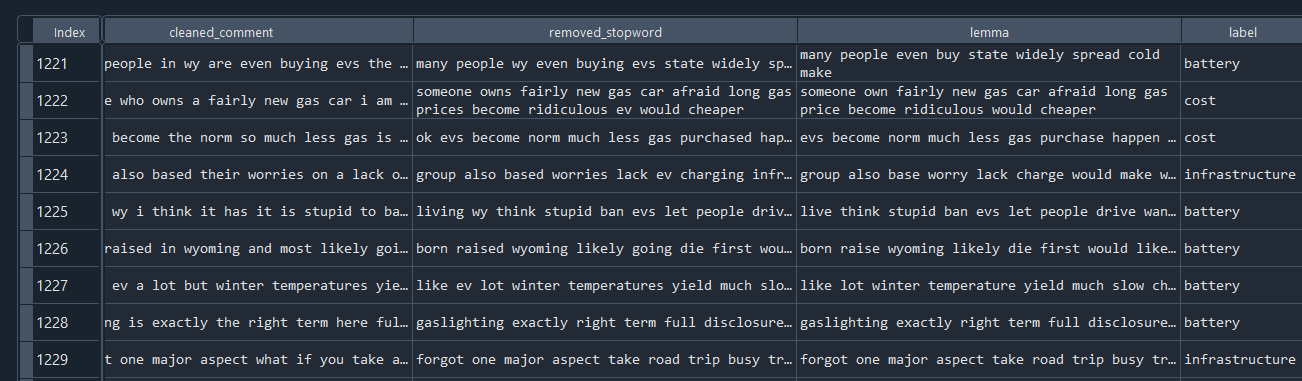 Index cleaned_comment removed_stopword lemma label
1221 people in wy are even buying evs the … many people wy even buying evs state widely sp… many people even buy state widely spread cold make battery
1222 e who owns a fairly new gas car i am … someone owns fairly new gas car afraid long gas prices become ridiculous ev would cheaper someone own fairly new gas car afraid long gas price become ridiculous would cheaper cost
1223 become the norm so much less gas is … ok evs become norm much less gas purchased hap… evs become norm much less gas purchase happen … cost
1224 also based their worries on a lack o… group also based worries lack ev charging infr… group also base worry lack charge would make w… infrastructure
1225 wy i think it has it is stupid to ba… living wy think stupid ban evs let people driv… live think stupid ban evs let people drive wan… battery
1226 raised in wyoming and most likely goi… born raised wyoming likely going die first wou… born raise wyoming likely die first would like… battery
1227 ev a lot but winter temperatures yie… like ev lot winter temperatures yield much slo… like lot winter temperature yield much slow ch… battery
1228 ng is exactly the right term here ful… gaslighting exactly right term full disclosure… gaslighting exactly right term full disclosure… battery
1229 t one major aspect what if you take a… forgot one major aspect take road trip busy tr… forgot one major aspect take road trip busy tr… infrastructure